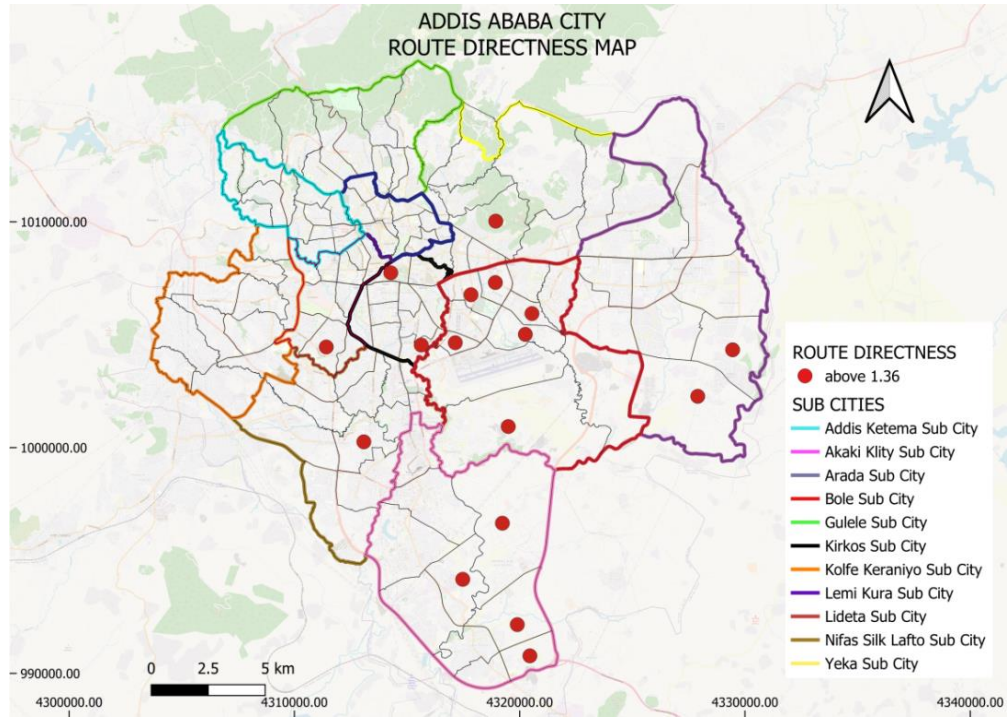 ADDIS ABABA CITY
ROUTE DIRECTNESS MAP
1010000.00
1000000.00
990000.00
0 2.5 5 km
4300000.00 4310000.00 4320000.00 4330000.00 4340000.00
ROUTE DIRECTNESS
above 1.36
SUB CITIES
Addis Ketema Sub City
Akaki Klity Sub City
Arada Sub City
Bole Sub City
Gulele Sub City
Kirkos Sub City
Kolfe Keraniyo Sub City
Lemi Kura Sub City
Lideta Sub City
Nifas Silk Lafto Sub City
Yeka Sub City